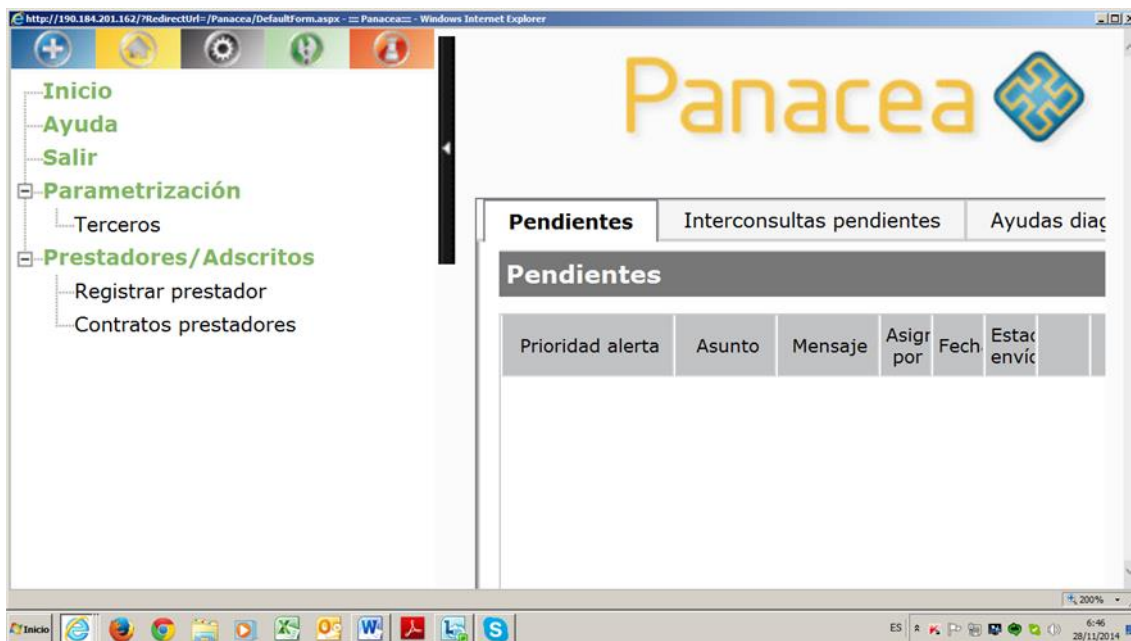 http://190.184.201.162/?RedirectUrl=/Panacea/DefaultForm.aspx - ::: Panacea::: - Windows Internet Explorer
Inicio
Ayuda
Salir
Parametrización
Terceros
Prestadores/Adscritos
Registrar prestador
Contratos prestadores
Panacea
Pendientes Interconsultas pendientes Ayudas diag
Pendientes
Prioridad alerta Asunto Mensaje Asigr por Fech Estad envíc
200%
Inicio ES 6:46
28/11/2014